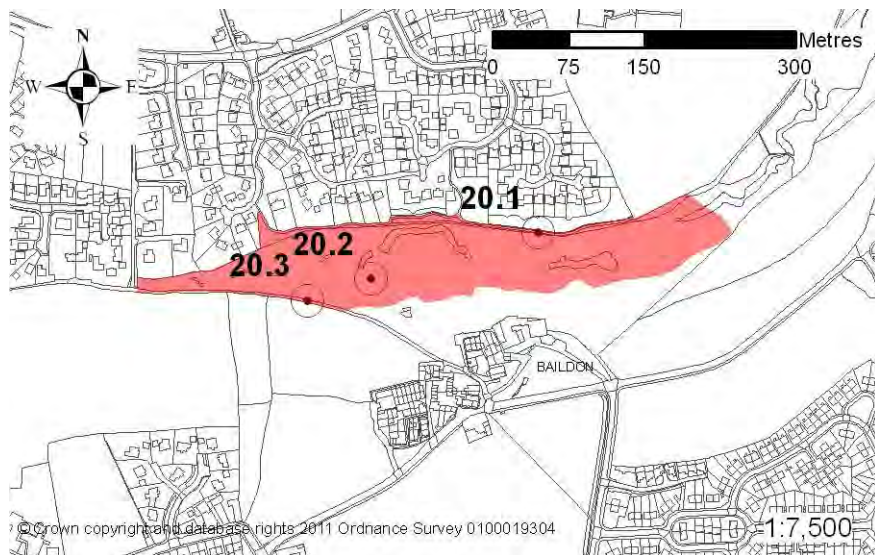 N
W E
S
Metres
0 75 150 300
20.1
20.2
20.3
BAILDON
© Crown copyright and database rights 2011 Ordnance Survey 0100019304
1:7,500